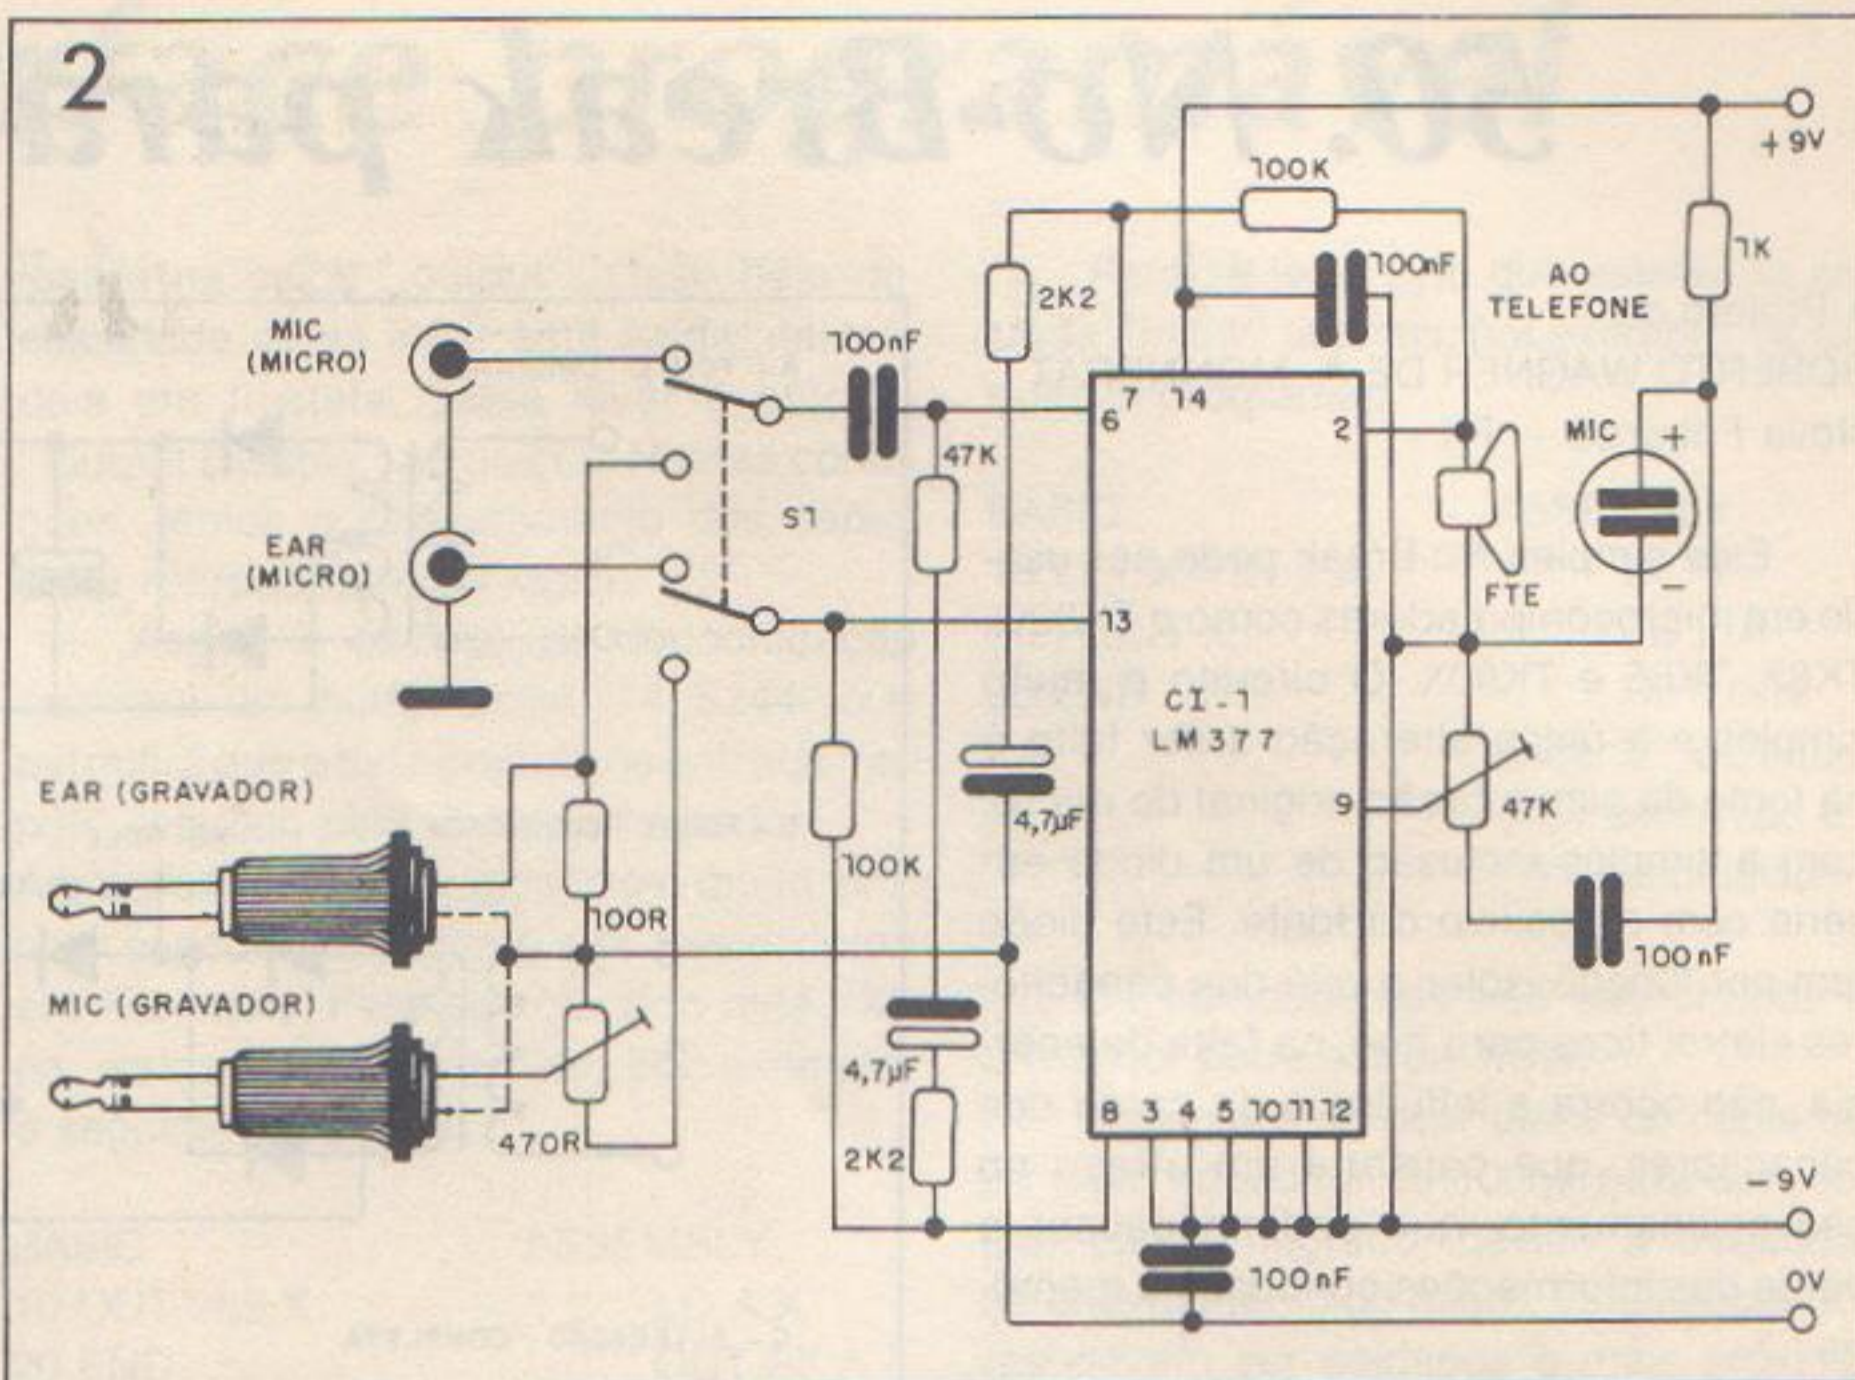 2
+9V
100K
1K
100nF
AO
TELEFONE
2K2
MIC
(MICRO)
100nF
7
14
6
2
MIC
+
47K
S1
EAR
(MICRO)
FTE
-
13
CI-1
LM377
EAR (GRAVADOR)
9
47K
4,7µF
100K
100R
100nF
MIC (GRAVADOR)
4,7µF
8
3
4
5
10
11
12
470R
2K2
-9V
100nF
0V